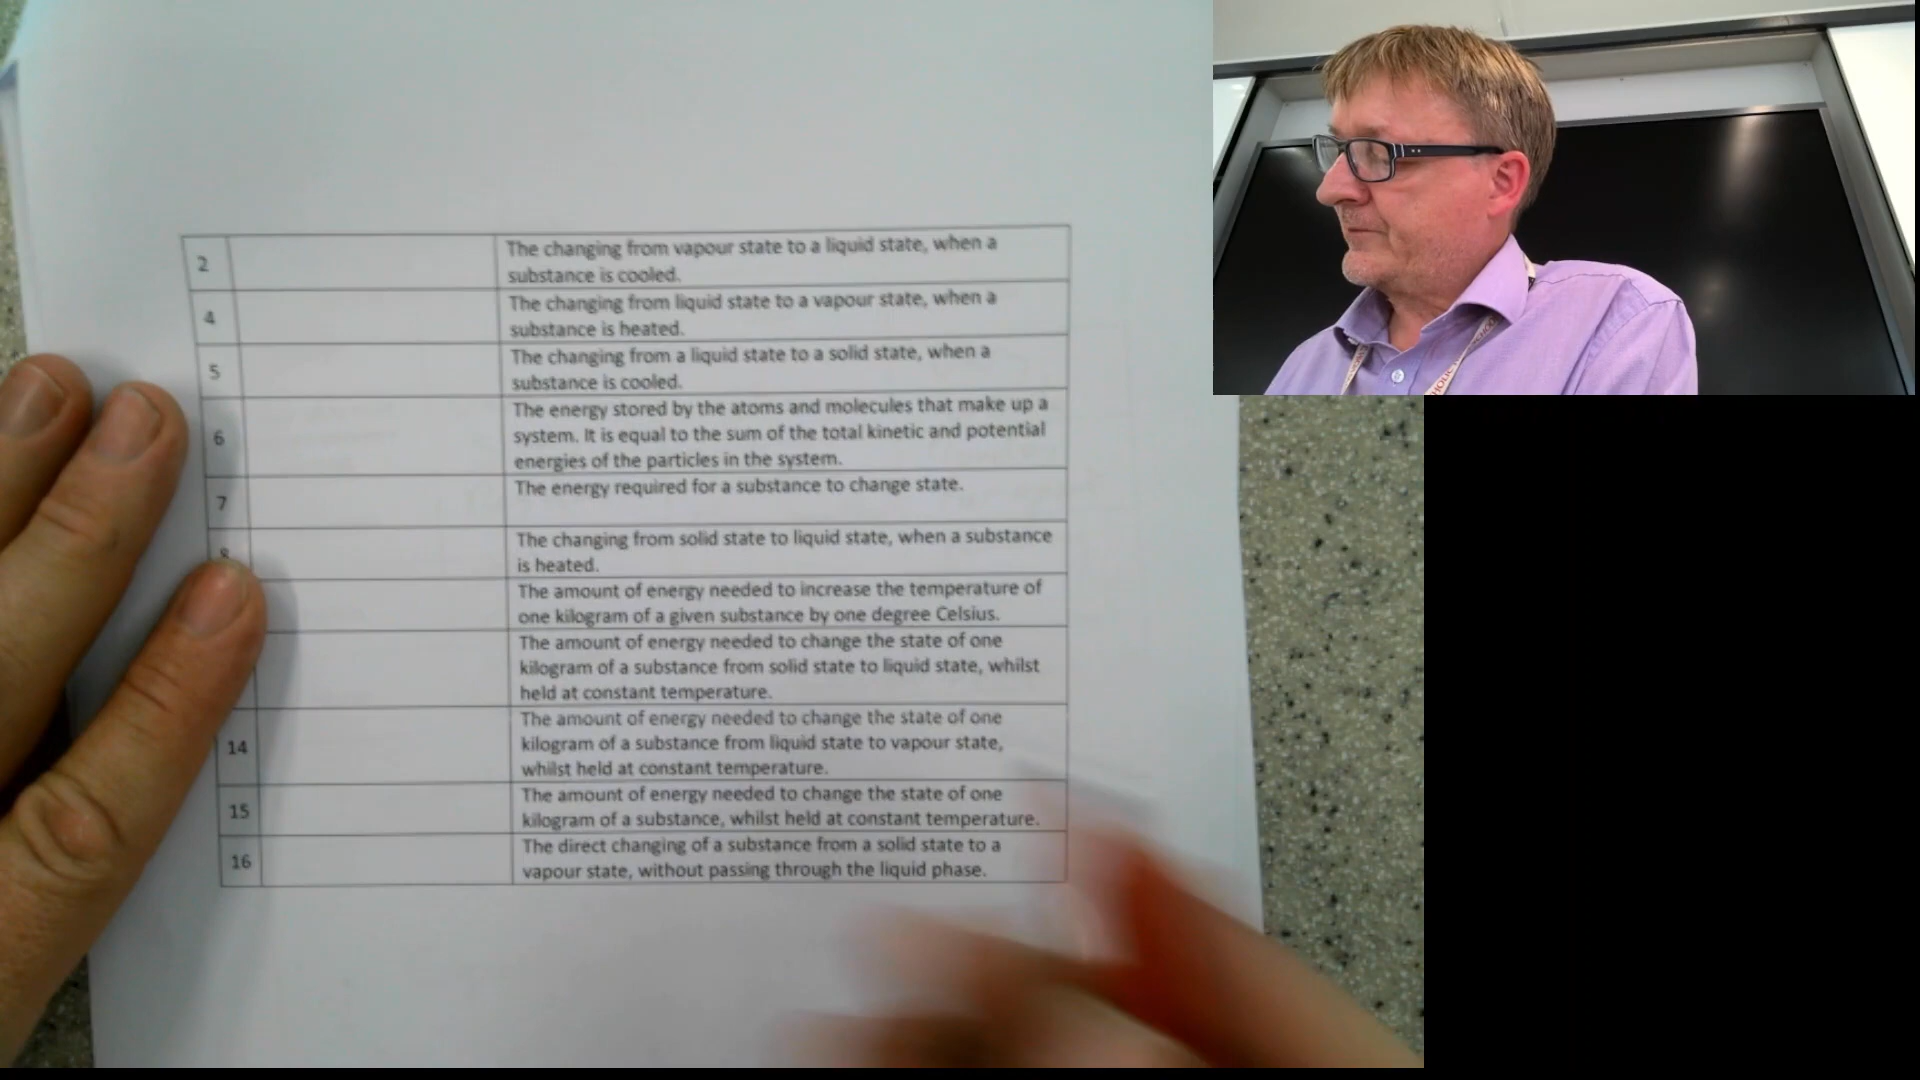 2 The changing from vapour state to a liquid state, when a
substance is cooled.
4 The changing from liquid state to a vapour state, when a
substance is heated.
5 The changing from a liquid state to a solid state, when a
substance is cooled.
The energy stored by the atoms and molecules that make up a
6 system. It is equal to the sum of the total kinetic and potential
energies of the particles in the system.
7 The energy required for a substance to change state.
8 The changing from solid state to liquid state, when a substance
is heated.
The amount of energy needed to increase the temperature of
one kilogram of a given substance by one degree Celsius.
The amount of energy needed to change the state of one
kilogram of a substance from solid state to liquid state, whilst
held at constant temperature.
The amount of energy needed to change the state of one
14 kilogram of a substance from liquid state to vapour state,
whilst held at constant temperature.
15 The amount of energy needed to change the state of one
kilogram of a substance, whilst held at constant temperature.
16 The direct changing of a substance from a solid state to a
vapour state, without passing through the liquid phase.